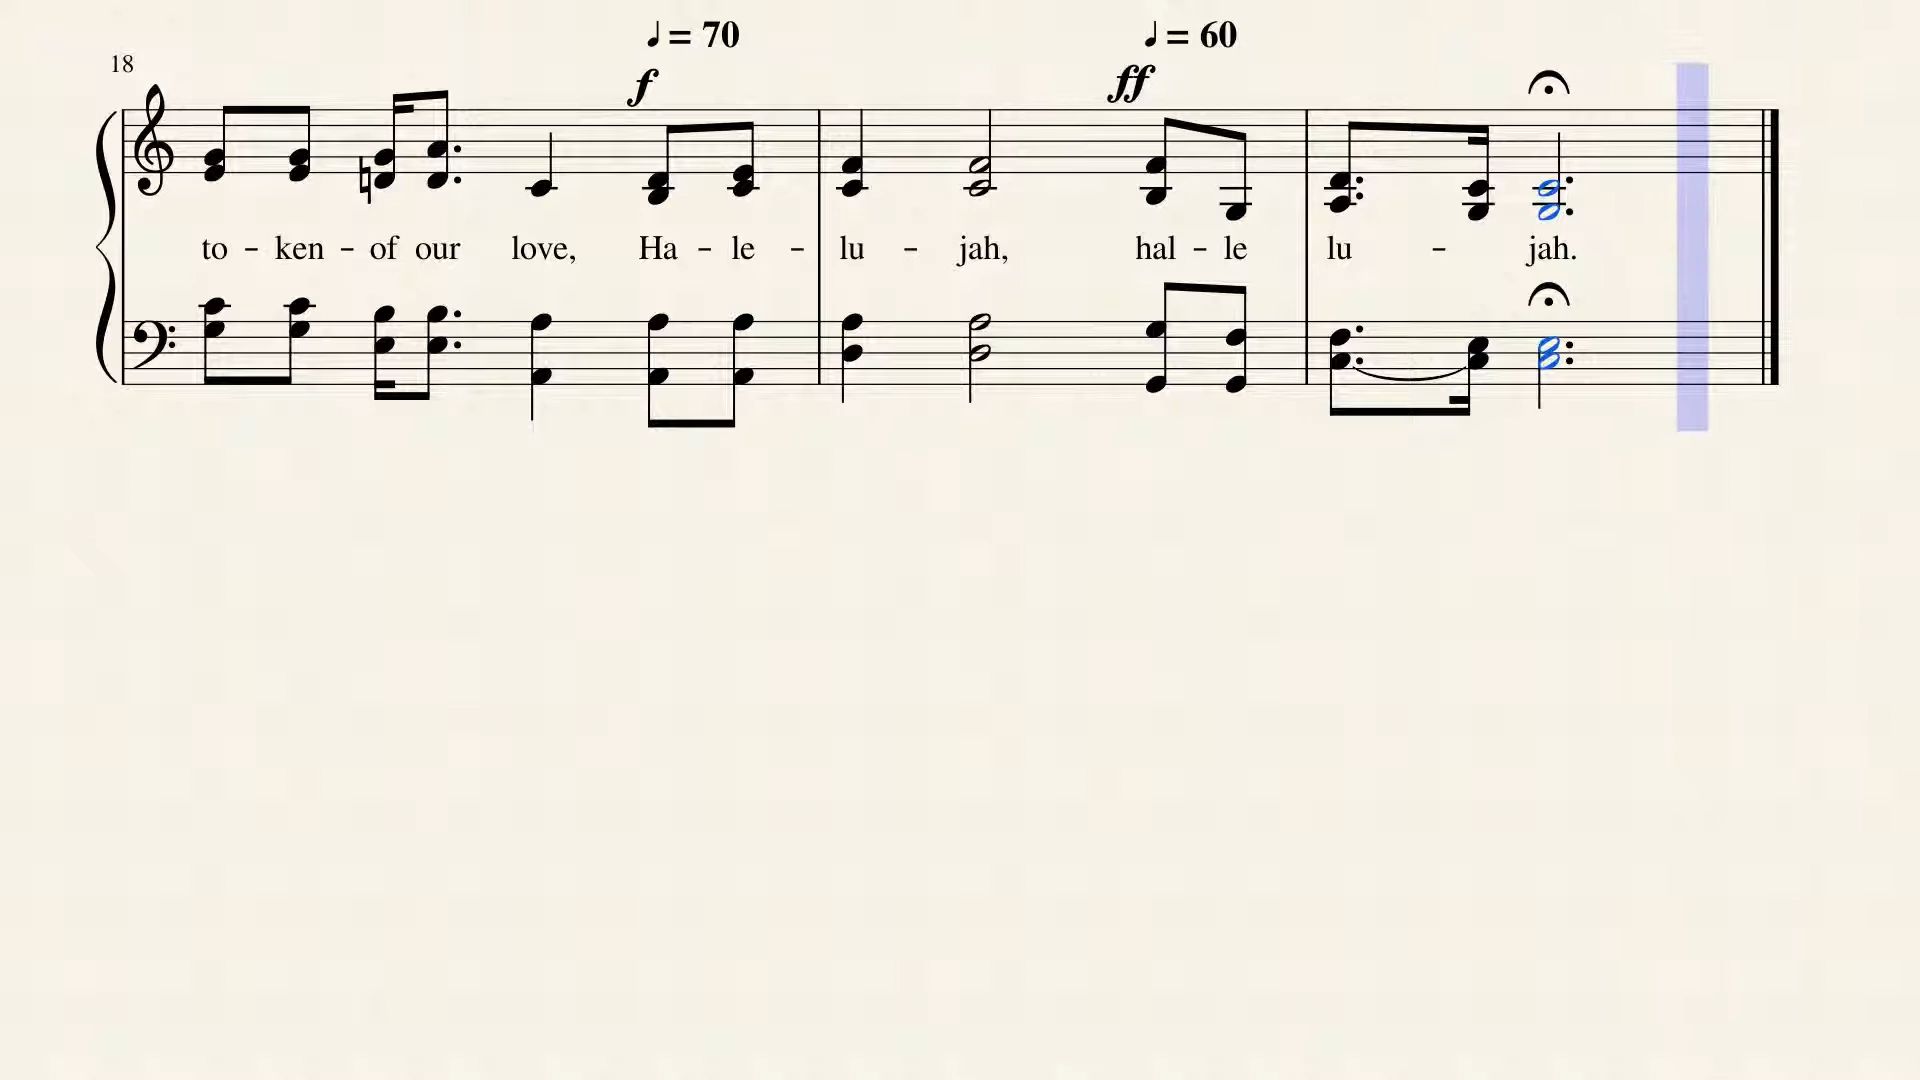 ♩ = 70 ♩ = 60
18
f ff
to - ken - of our love, Ha - le - lu - jah, hal - le lu - jah.